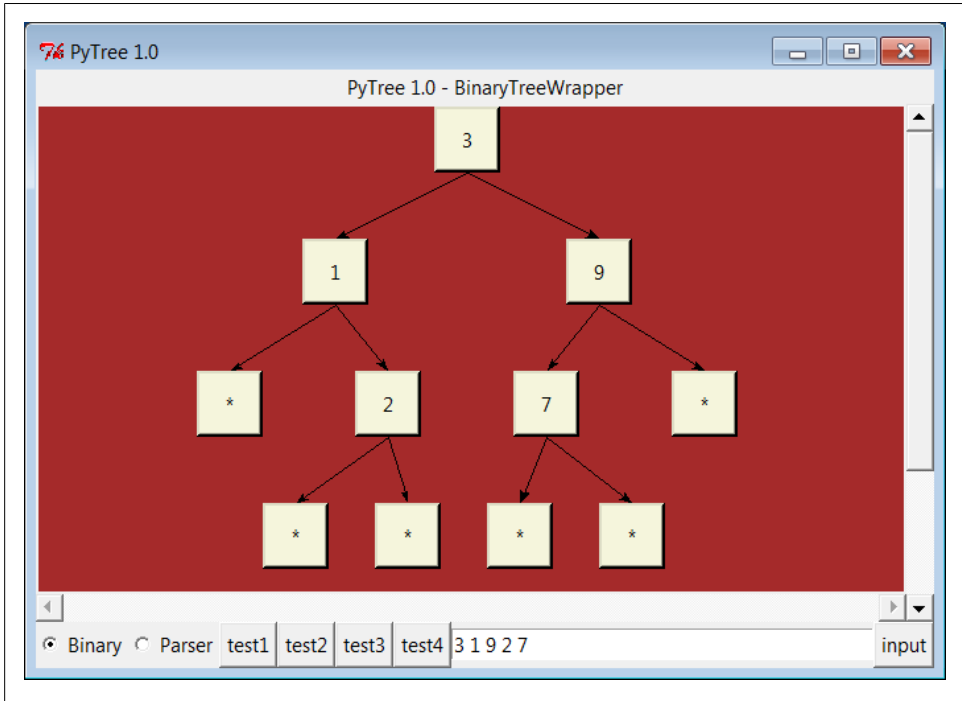 PyTree 1.0
PyTree 1.0 - BinaryTreeWrapper
3
1 9
* 2 7 *
* * * *
Binary Parser test1 test2 test3 test4 3 1 9 2 7 input